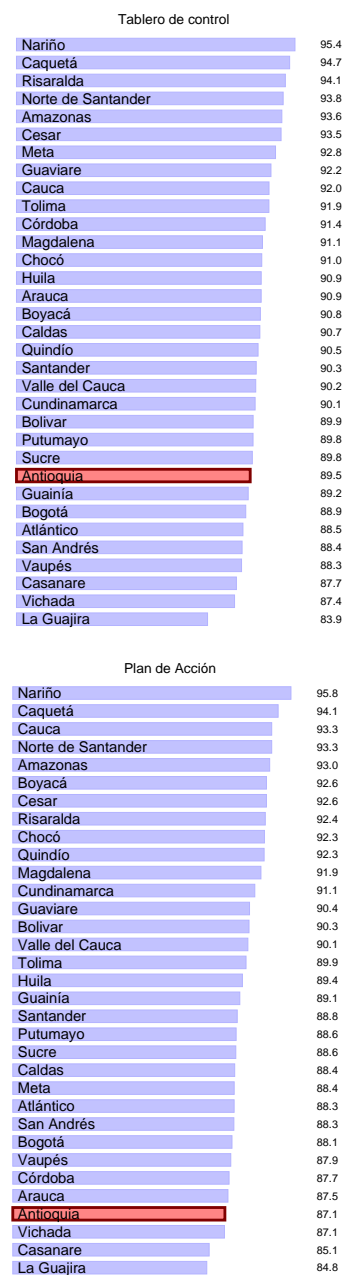 Tablero de control
Nariño 95.4
Caquetá 94.7
Risaralda 94.1
Norte de Santander 93.8
Amazonas 93.6
Cesar 93.5
Meta 92.8
Guaviare 92.2
Cauca 92.0
Tolima 91.9
Córdoba 91.4
Magdalena 91.1
Chocó 91.0
Huila 90.9
Arauca 90.9
Boyacá 90.8
Caldas 90.7
Quindío 90.5
Santander 90.3
Valle del Cauca 90.2
Cundinamarca 90.1
Bolivar 89.9
Putumayo 89.8
Sucre 89.8
Antioquia 89.5
Guainía 89.2
Bogotá 88.9
Atlántico 88.5
San Andrés 88.4
Vaupés 88.3
Casanare 87.7
Vichada 87.4
La Guajira 83.9
Plan de Acción
Nariño 95.8
Caquetá 94.1
Cauca 93.3
Norte de Santander 93.3
Amazonas 93.0
Boyacá 92.6
Cesar 92.6
Risaralda 92.4
Chocó 92.3
Quindío 92.3
Magdalena 91.9
Cundinamarca 91.1
Guaviare 90.4
Bolivar 90.3
Valle del Cauca 90.1
Tolima 89.9
Huila 89.4
Guainía 89.1
Santander 88.8
Putumayo 88.6
Sucre 88.6
Caldas 88.4
Meta 88.4
Atlántico 88.3
San Andrés 88.3
Bogotá 88.1
Vaupés 87.9
Córdoba 87.7
Arauca 87.5
Antioquia 87.1
Vichada 87.1
Casanare 85.1
La Guajira 84.8